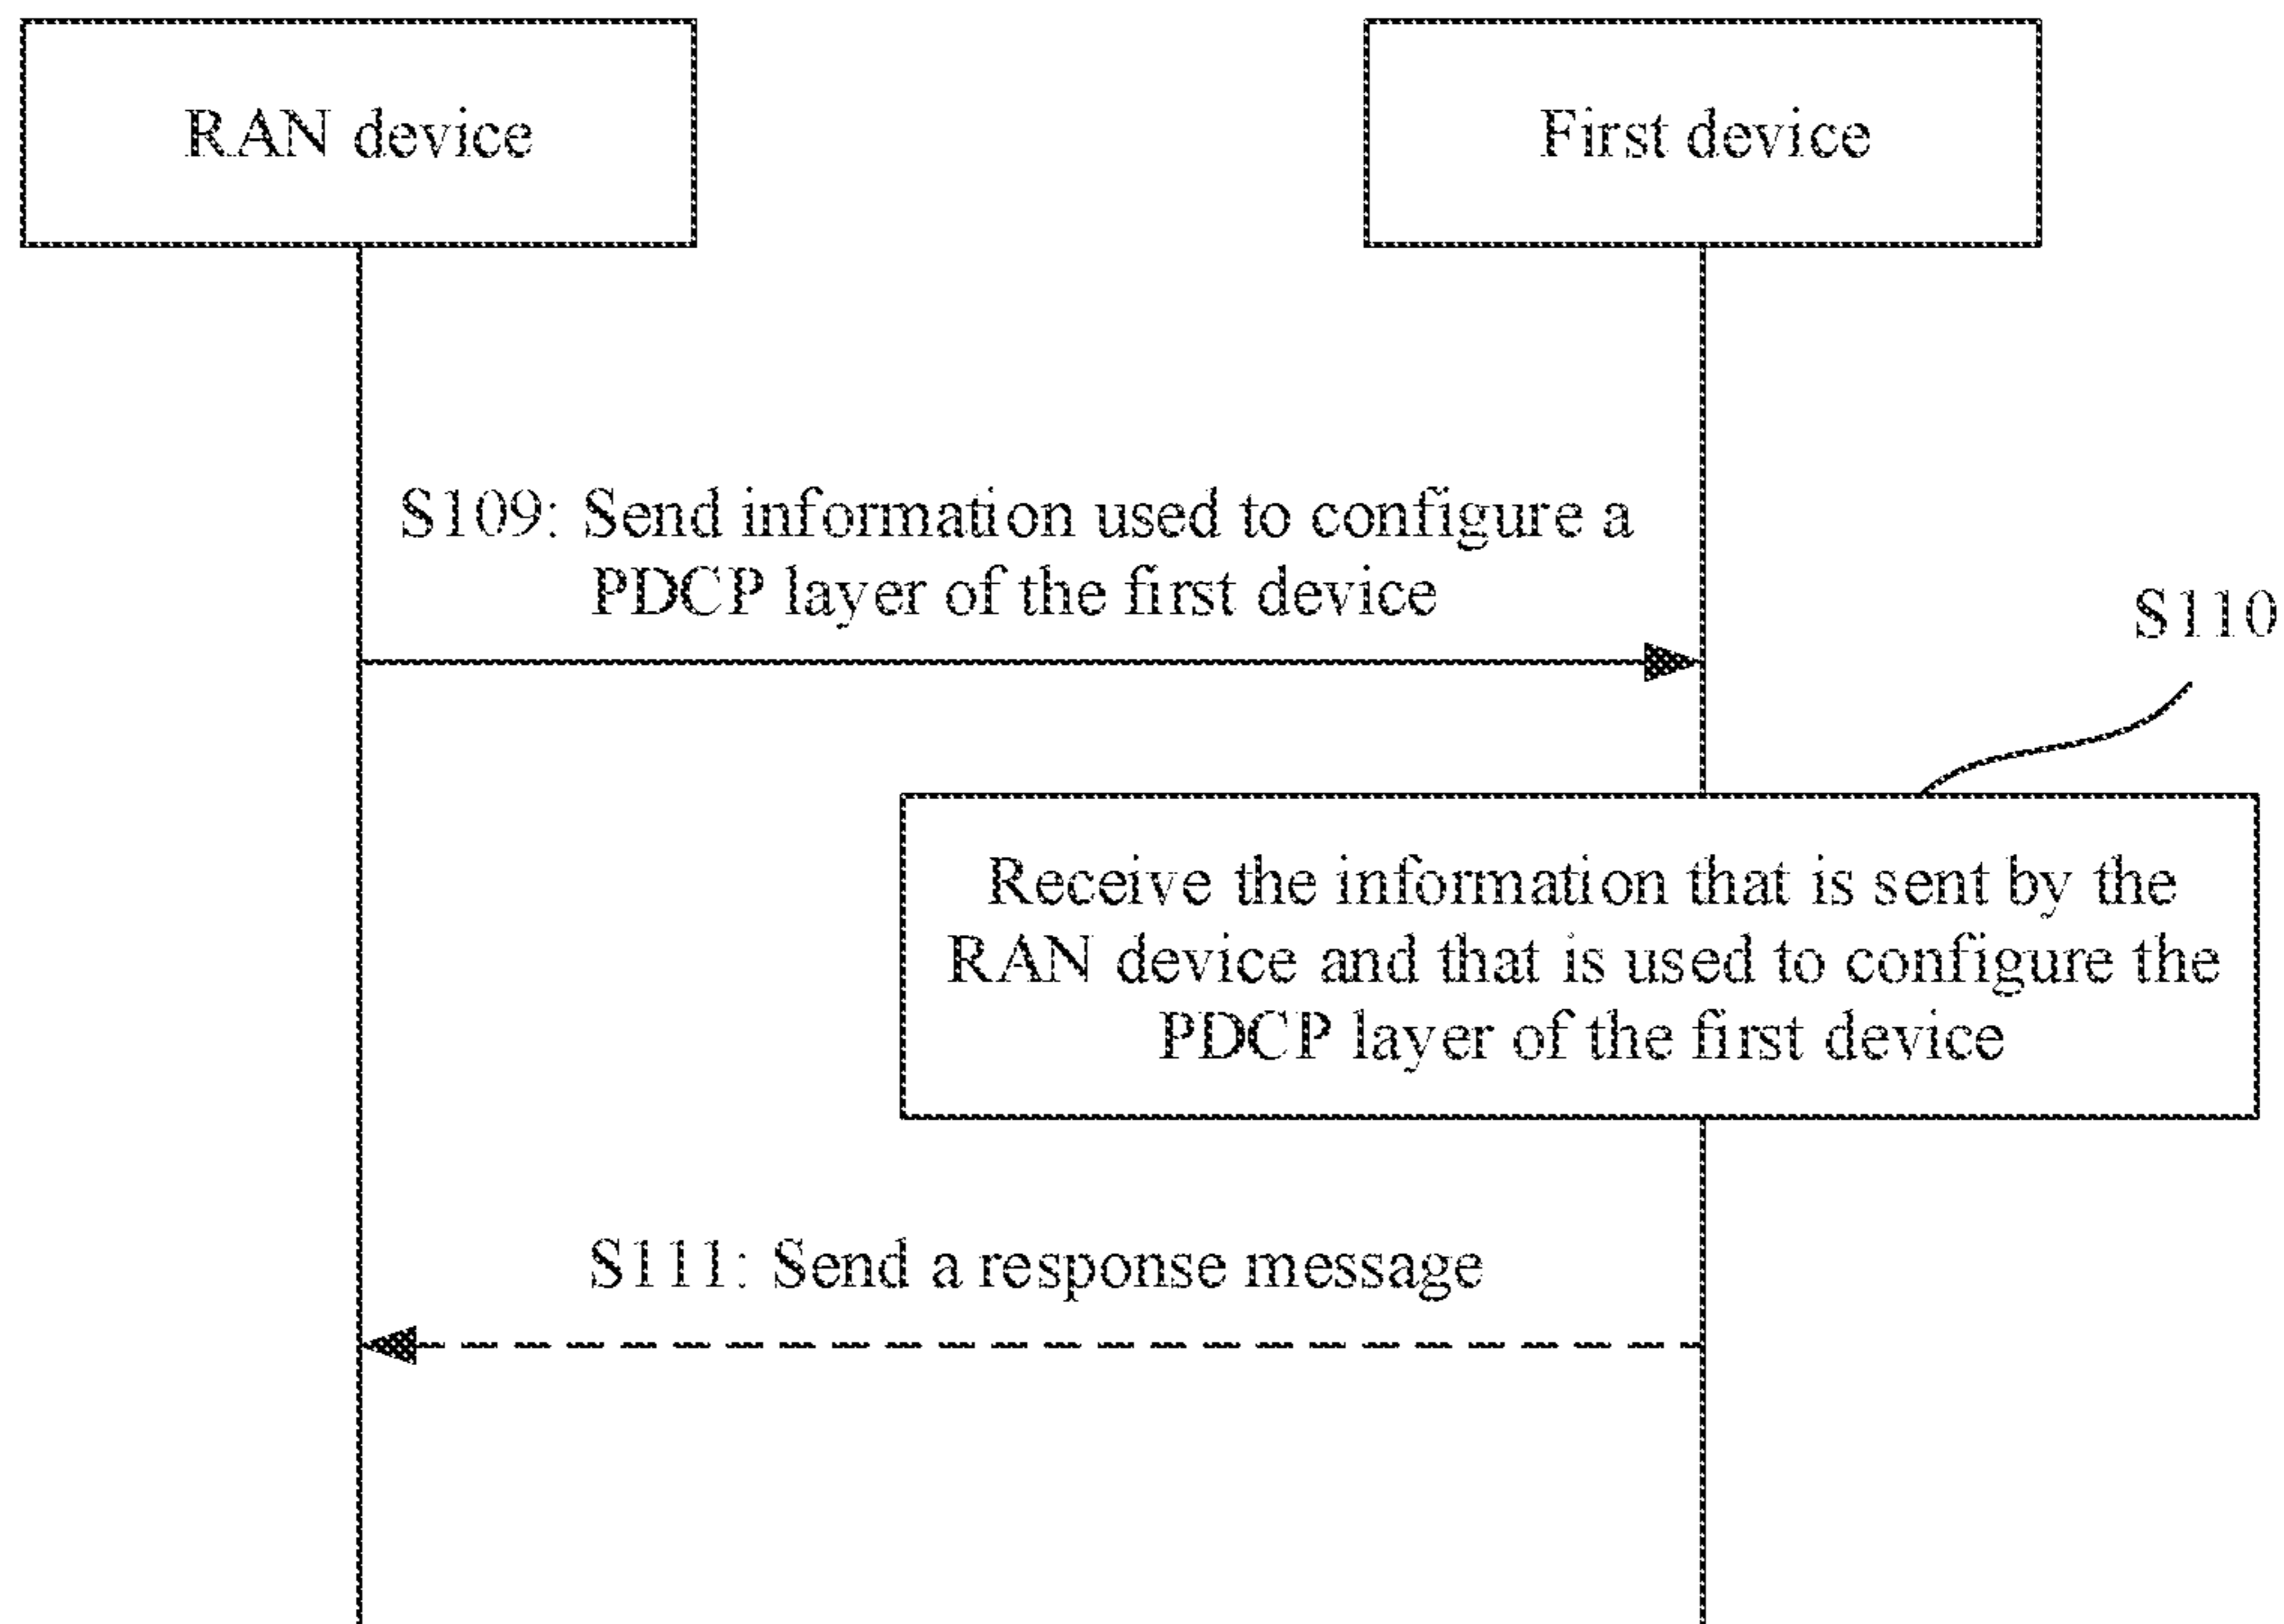 RAN device
First device
S109: Send information used to configure a
PDCP layer of the first device
S110
Receive the information that is sent by the
RAN device and that is used to configure the
PDCP layer of the first device
S111: Send a response message